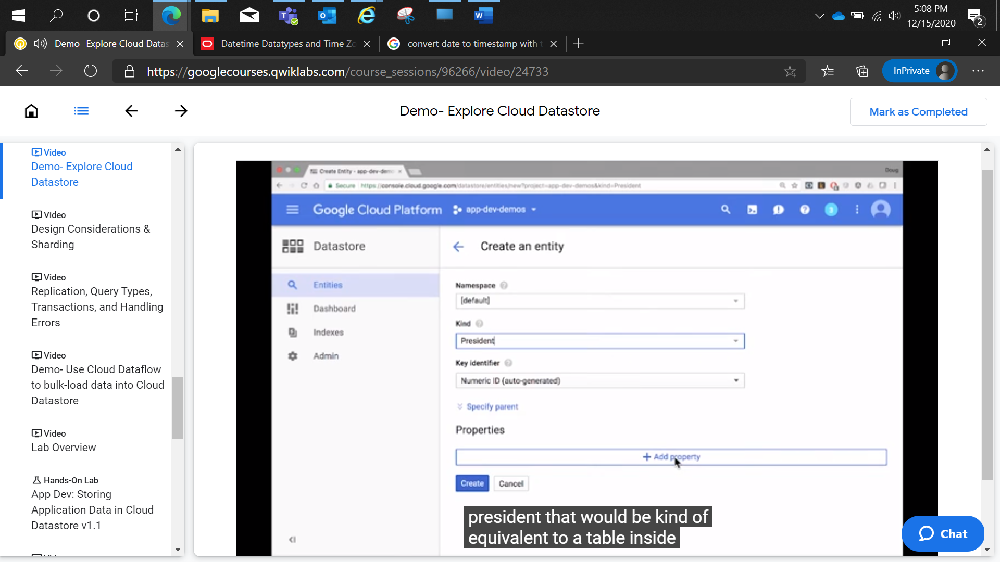 5:08 PM
12/15/2020
2
Demo- Explore Cloud Datas
Datetime Datatypes and Time Zo
convert date to timestamp with t
https://googlecourses.qwiklabs.com/course_sessions/96266/video/24733
InPrivate
Demo- Explore Cloud Datastore
Mark as Completed
Video
Demo- Explore Cloud
Datastore
Video
Design Considerations &
Sharding
Video
Replication, Query Types,
Transactions, and Handling
Errors
Video
Demo- Use Cloud Dataflow
to bulk-load data into Cloud
Datastore
Video
Lab Overview
Hands-On Lab
App Dev: Storing
Application Data in Cloud
Datastore v1.1
Create Entity - app-dev-demo
Doug
Secure https://console.cloud.google.com/datastore/entities/new?project=app-dev-demos&kind=President
Google Cloud Platform
app-dev-demos
3
Datastore
Create an entity
Entities
Dashboard
Indexes
Admin
Namespace
[default]
Kind
President
Key identifier
Numeric ID (auto-generated)
Specify parent
Properties
+ Add property
Create
Cancel
president that would be kind of
equivalent to a table inside
Chat